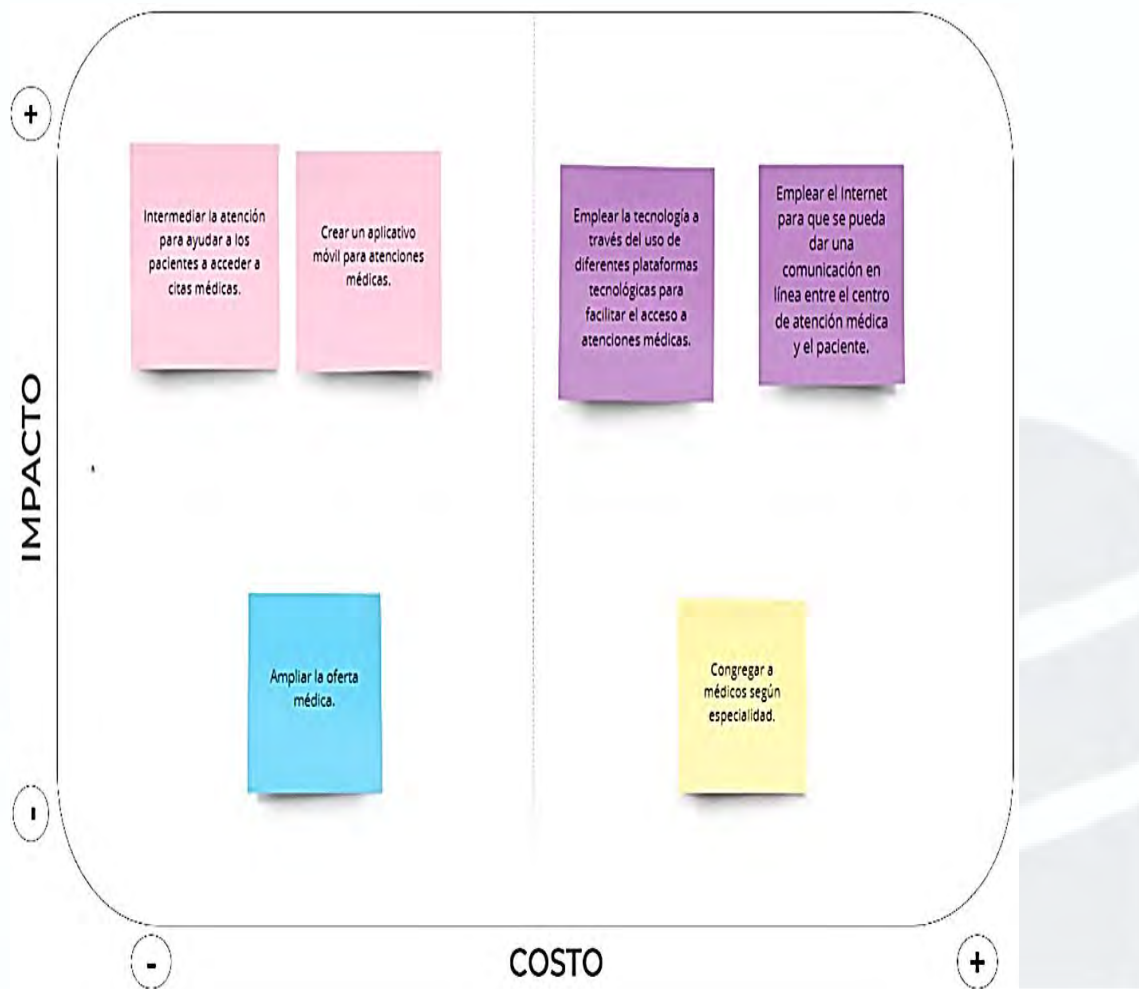 +
Intermediar la atención
para ayudar a los
pacientes a acceder a
citas médicas.
Crear un aplicativo
móvil para atenciones
médicas.
Emplear la tecnología a
través del uso de
diferentes plataformas
tecnológicas para
facilitar el acceso a
atenciones médicas.
Emplear el Internet
para que se pueda
dar una
comunicación en
línea entre el centro
de atención médica
y el paciente.
IMPACTO
Ampliar la oferta
médica.
Congregar a
médicos según
especialidad.
-
-
COSTO
+